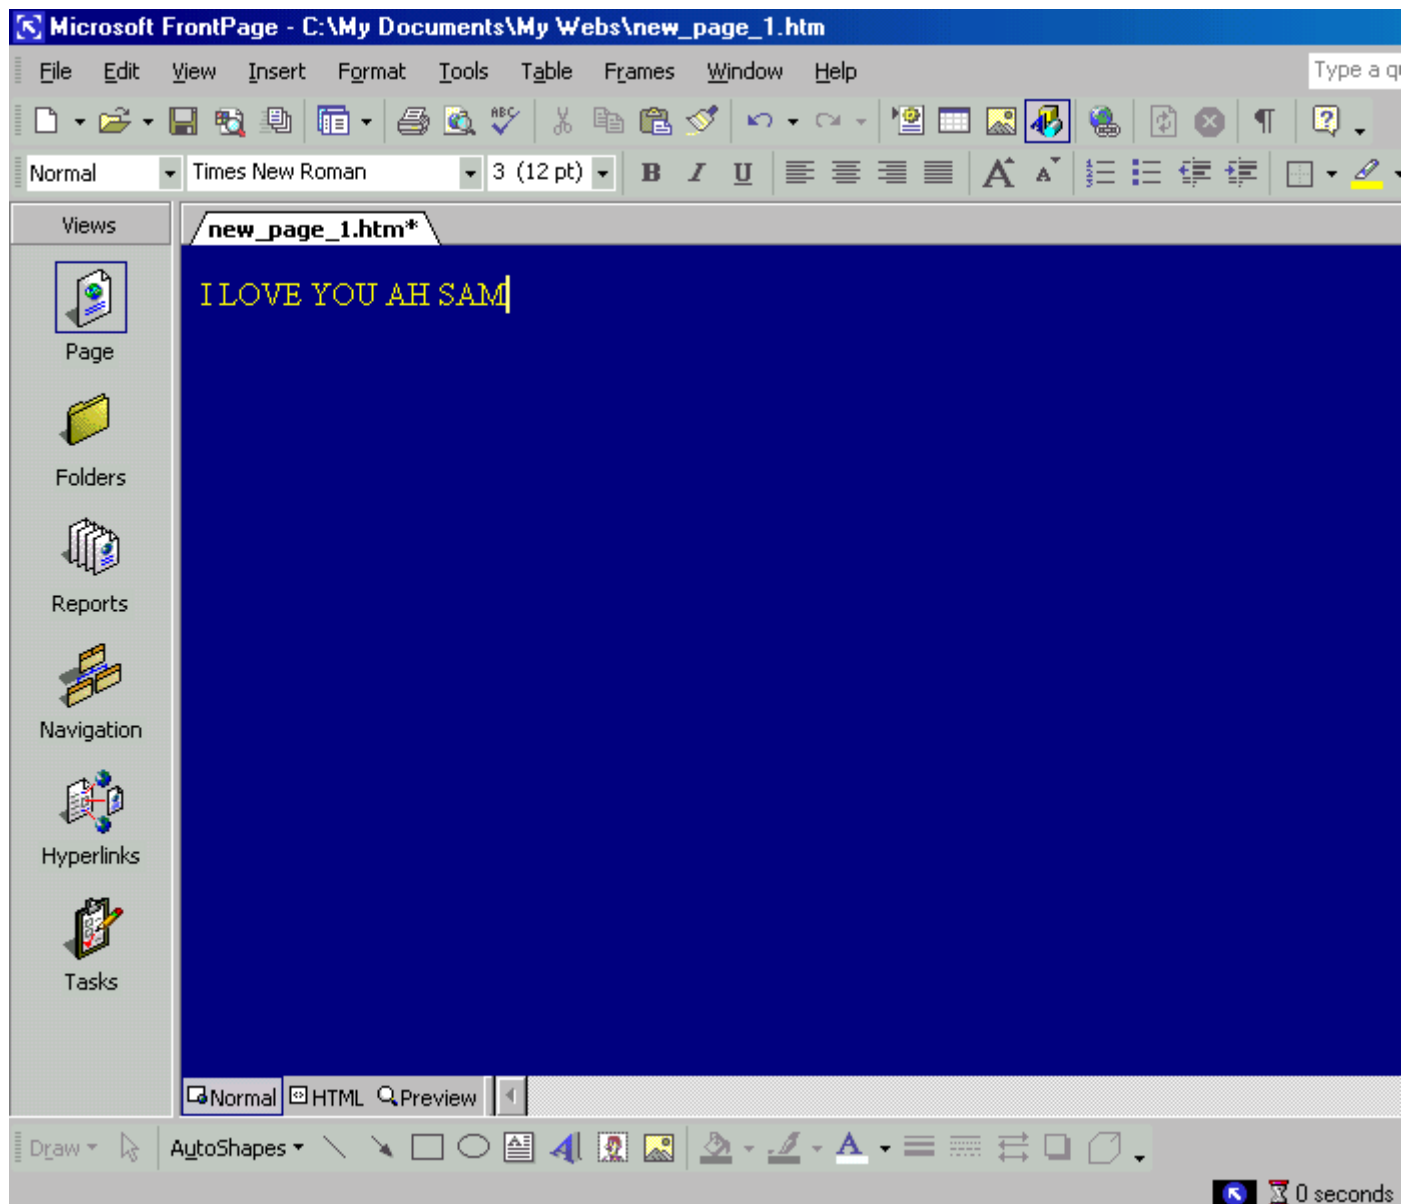 Microsoft FrontPage - C:\My Documents\My Webs\new_page_1.htm
File Edit View Insert Format Tools Table Frames Window Help Type a
ABC
Normal Times New Roman 3 (12 pt) B I U A A
Views new_page_1.htm*
I LOVE YOU AH SAM
Page
Folders
Reports
Navigation
Hyperlinks
Tasks
Normal HTML Preview
Draw AutoShapes A A
0 seconds